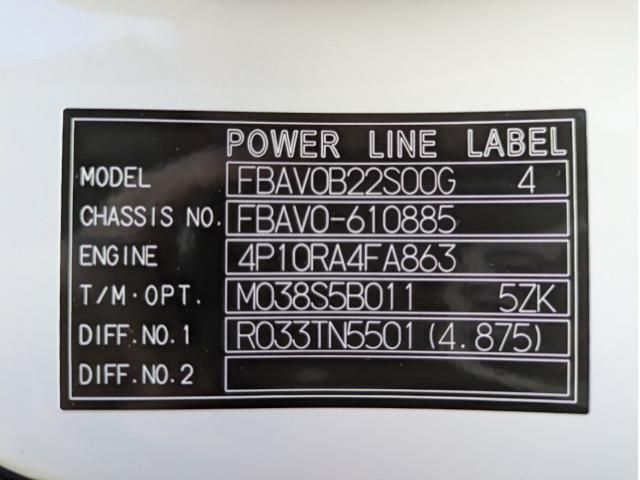 POWER LINE LABEL
MODEL FBAV0B22S00G 4
CHASSIS NO. FBAV0-610885
ENGINE 4P10RA4FA863
T/M·OPT. M038S5B011 5ZK
DIFF.NO.1 R033TN5501(4.875)
DIFF.NO.2